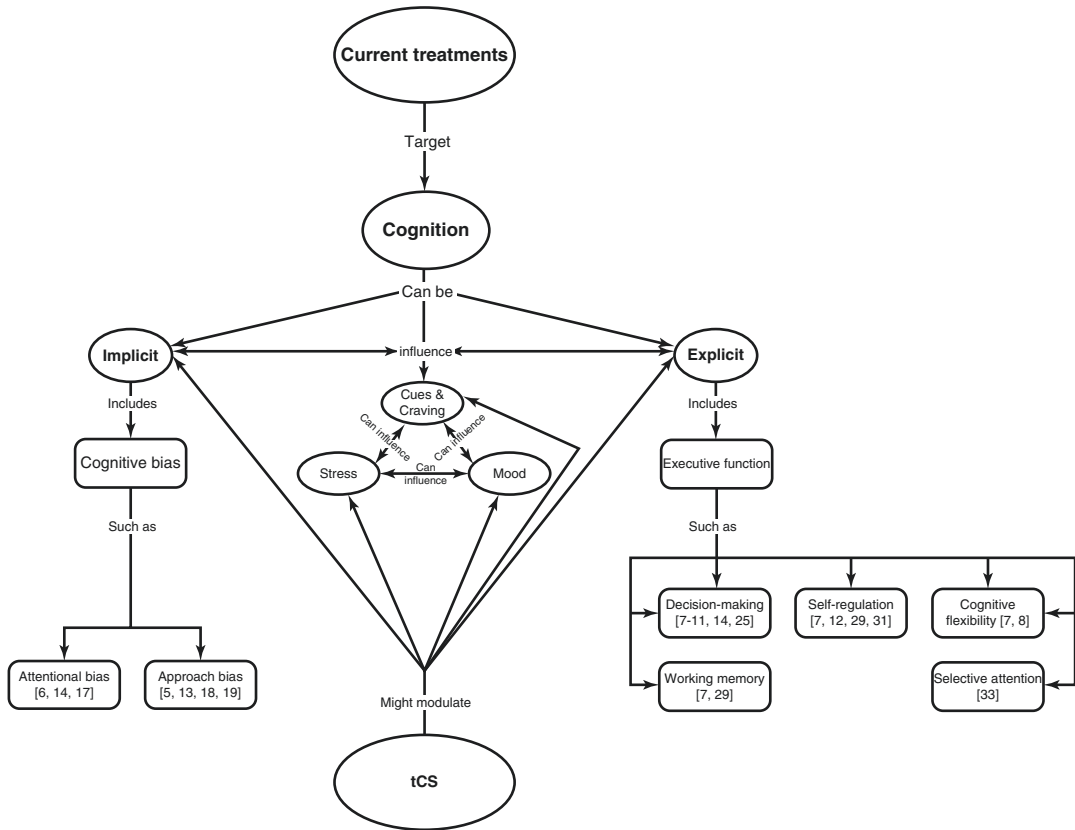 Current treatments
Target
Cognition
Can be
Implicit
influence
Explicit
Includes
Cues &
Craving
Includes
Can influence
Can influence
Cognitive bias
Executive function
Stress
Can
influence
Mood
Such as
Such as
Decision-making
[7-11, 14, 25]
Self-regulation
[7, 12, 29, 31]
Cognitive
flexibility [7, 8]
Attentional bias
[6, 14, 17]
Approach bias
[5, 13, 18, 19]
Working memory
[7, 29]
Selective attention
[33]
Might modulate
tCS